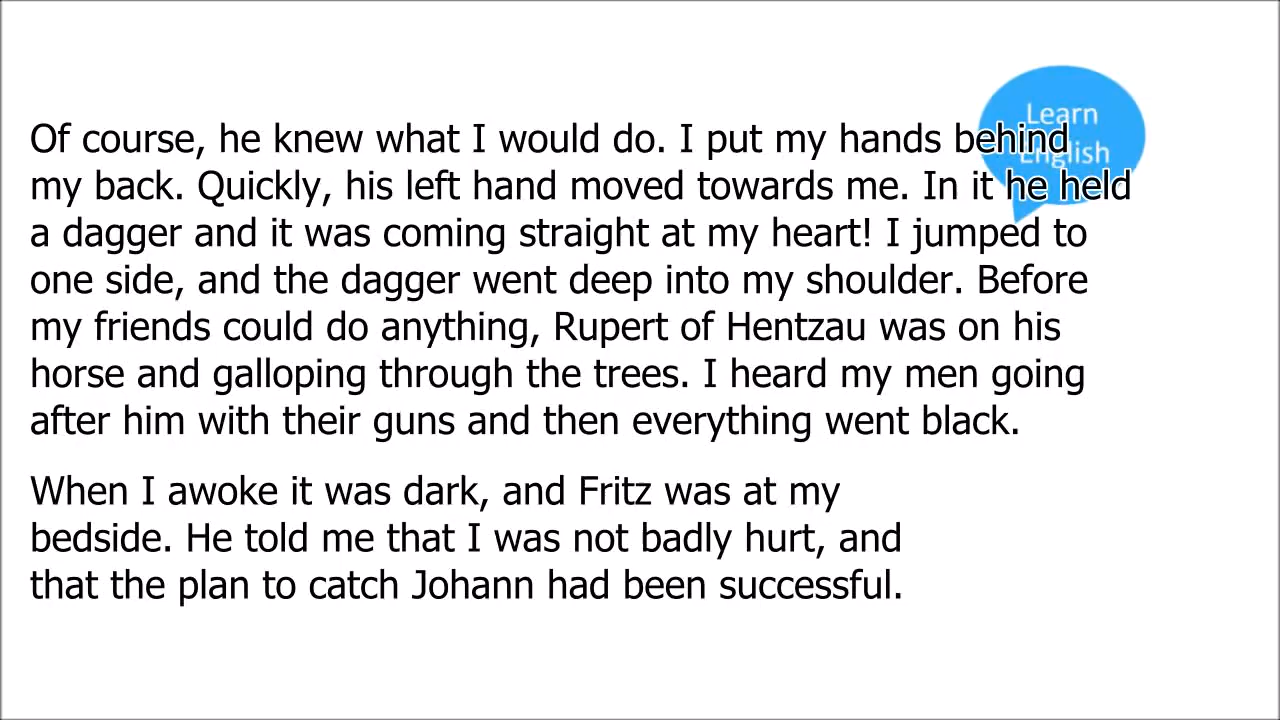 Learn
English
Of course, he knew what I would do. I put my hands behind
my back. Quickly, his left hand moved towards me. In it he held
a dagger and it was coming straight at my heart! I jumped to
one side, and the dagger went deep into my shoulder. Before
my friends could do anything, Rupert of Hentzau was on his
horse and galloping through the trees. I heard my men going
after him with their guns and then everything went black.
When I awoke it was dark, and Fritz was at my
bedside. He told me that I was not badly hurt, and
that the plan to catch Johann had been successful.